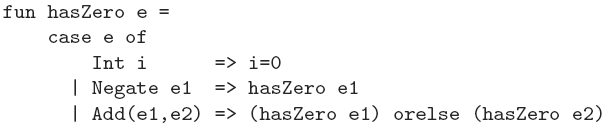 fun hasZero e =
    case e of
        Int i      => i=0
      | Negate e1  => hasZero e1
      | Add(e1,e2) => (hasZero e1) orelse (hasZero e2)